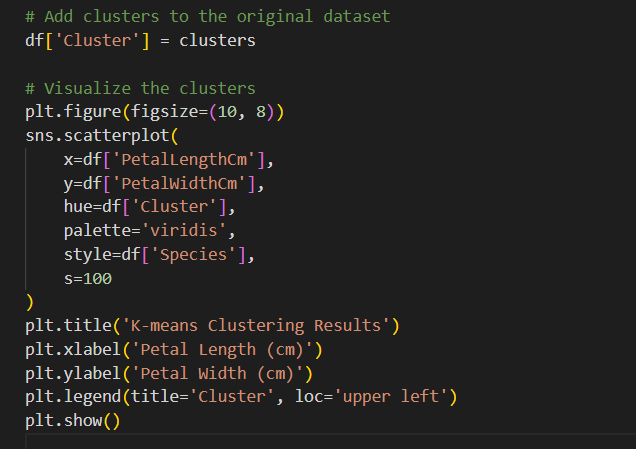 # Add clusters to the original dataset
df['Cluster'] = clusters
# Visualize the clusters
plt.figure(figsize=(10, 8))
sns.scatterplot(
    x=df['PetalLengthCm'],
    y=df['PetalWidthCm'],
    hue=df['Cluster'],
    palette='viridis',
    style=df['Species'],
    s=100
)
plt.title('K-means Clustering Results')
plt.xlabel('Petal Length (cm)')
plt.ylabel('Petal Width (cm)')
plt.legend(title='Cluster', loc='upper left')
plt.show()